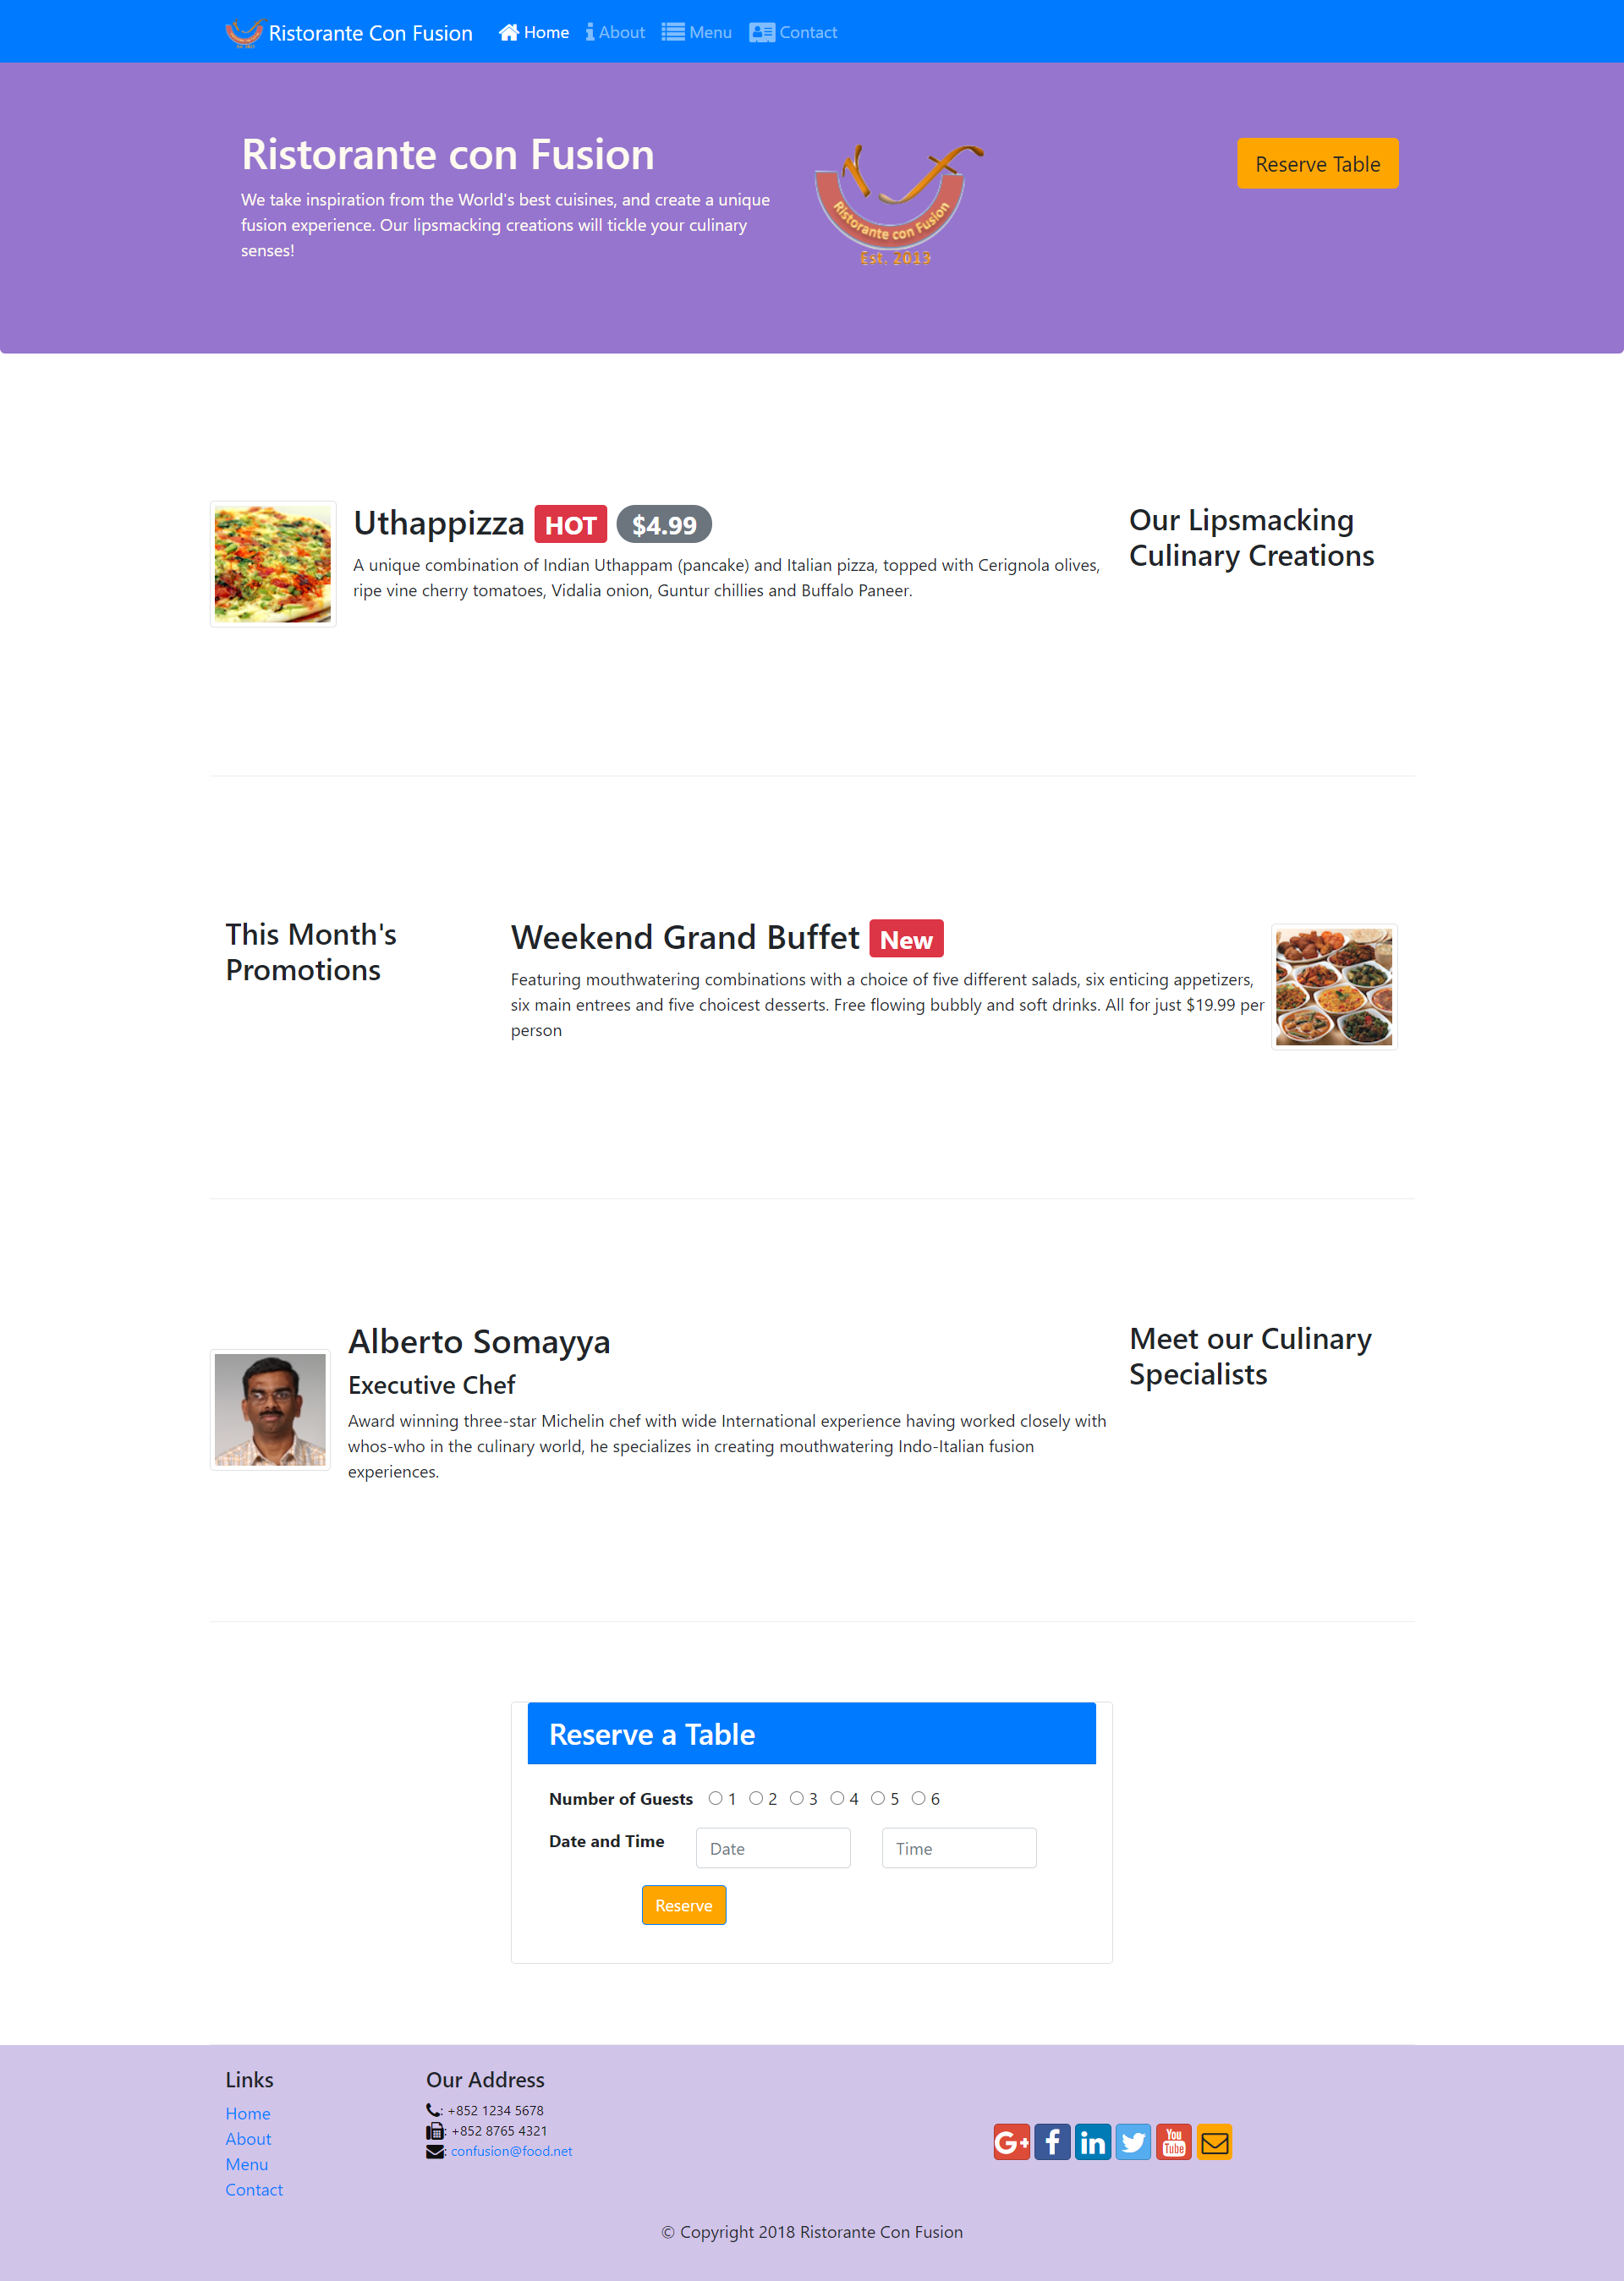 Ristorante Con Fusion Home About Menu Contact
Ristorante con Fusion
We take inspiration from the World's best cuisines, and create a unique
fusion experience. Our lipsmacking creations will tickle your culinary
senses!
Ristorante con Fusion
Est. 2013
Reserve Table
Uthappizza HOT $4.99
A unique combination of Indian Uthappam (pancake) and Italian pizza, topped with Cerignola olives,
ripe vine cherry tomatoes, Vidalia onion, Guntur chillies and Buffalo Paneer.
Our Lipsmacking
Culinary Creations
This Month's
Promotions
Weekend Grand Buffet New
Featuring mouthwatering combinations with a choice of five different salads, six enticing appetizers,
six main entrees and five choicest desserts. Free flowing bubbly and soft drinks. All for just $19.99 per
person
Alberto Somayya
Executive Chef
Award winning three-star Michelin chef with wide International experience having worked closely with
whos-who in the culinary world, he specializes in creating mouthwatering Indo-Italian fusion
experiences.
Meet our Culinary
Specialists
Reserve a Table
Number of Guests 1 2 3 4 5 6
Date and Time Date Time
Reserve
Links
Home
About
Menu
Contact
Our Address
: +852 1234 5678
: +852 8765 4321
: confusion@food.net
G+ f in You Tube
© Copyright 2018 Ristorante Con Fusion